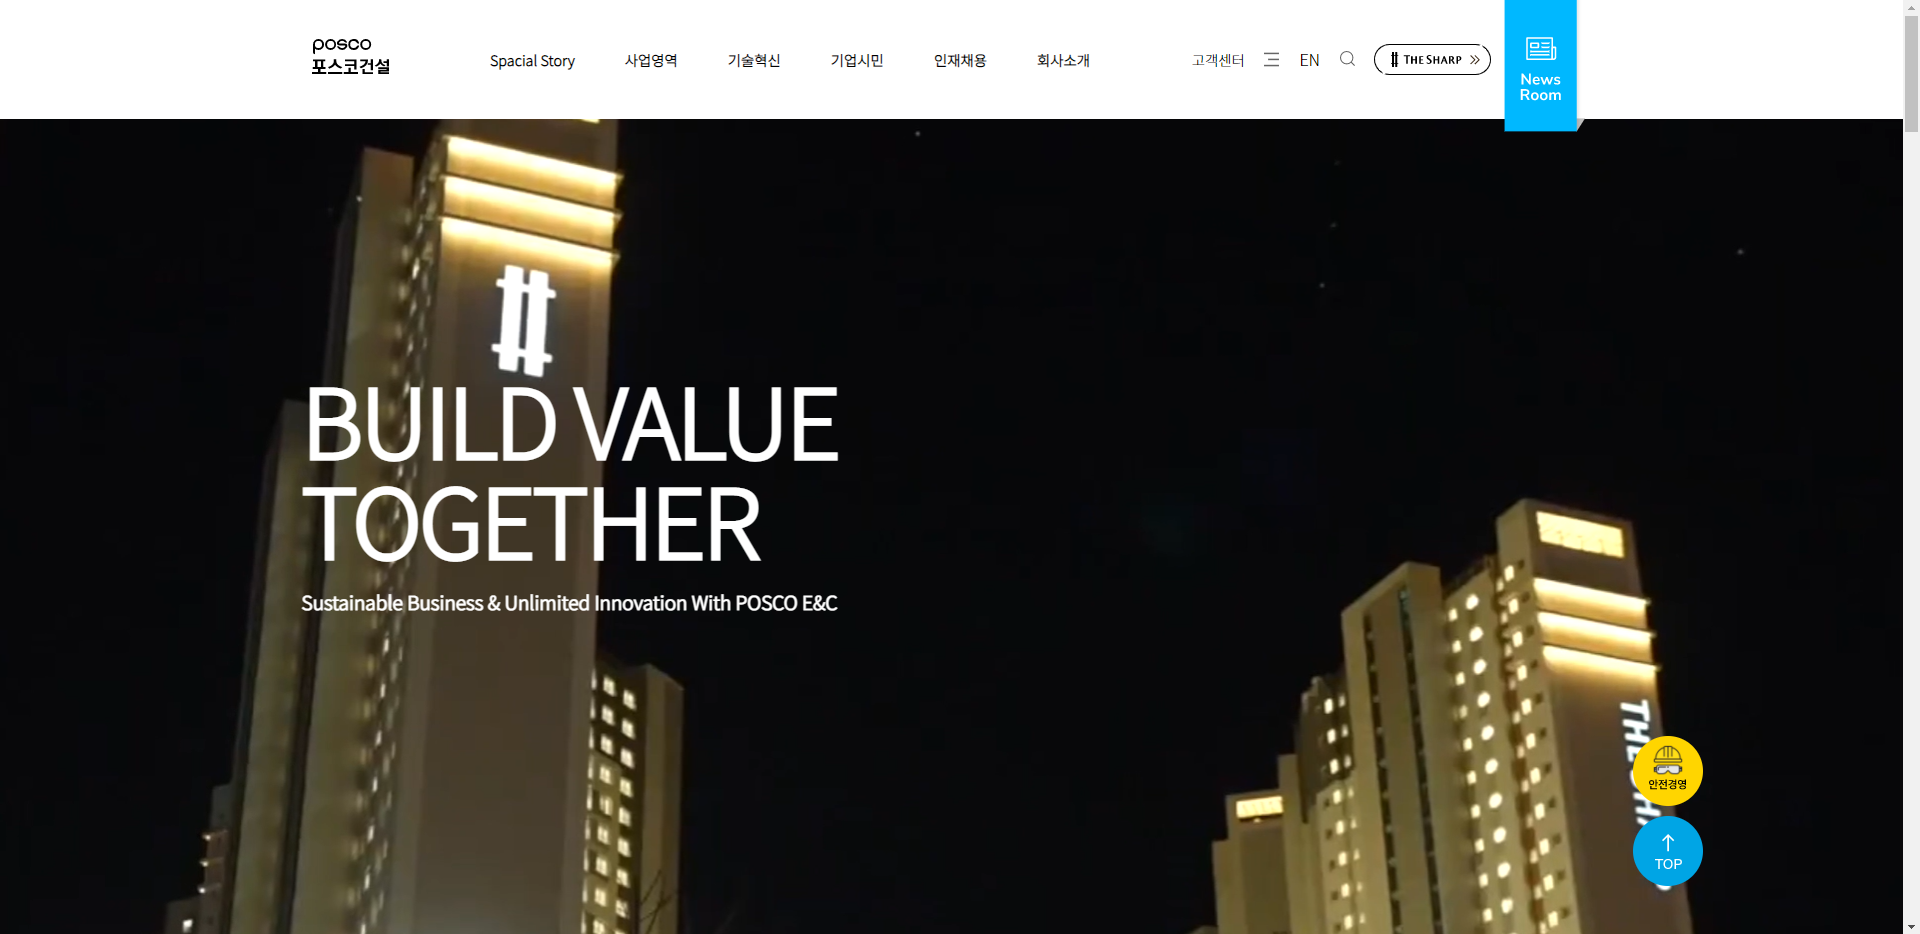 posco
포스코건설
Spacial Story
사업영역
기술혁신
기업시민
인재채용
회사소개
고객센터
EN
THE SHARP
News
Room
BUILD VALUE
TOGETHER
Sustainable Business & Unlimited Innovation With POSCO E&C
안전경영
TOP